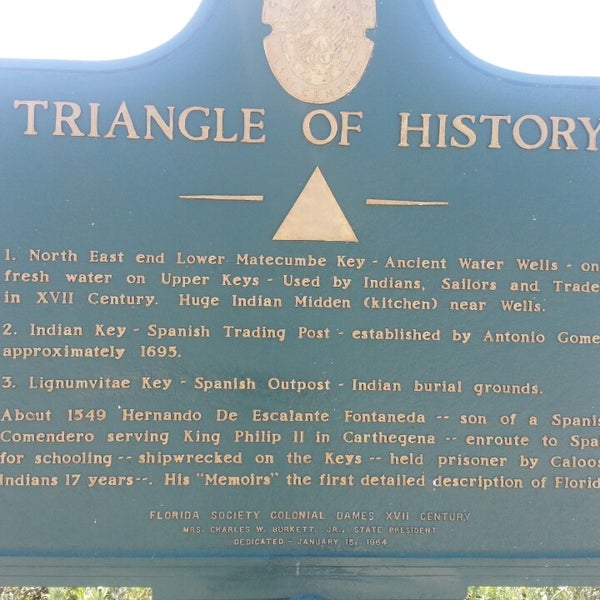 TRIANGLE OF HISTORY
1. North East end Lower Matecumbe Key - Ancient Water Wells - on
fresh water on Upper Keys - Used by Indians, Sailors and Trade
in XVII Century. Huge Indian Midden (kitchen) near Wells.
2. Indian Key - Spanish Trading Post - established by Antonio Gome
approximately 1695.
3. Lignumvitae Key - Spanish Outpost - Indian burial grounds.
About 1549 Hernando De Escalante Fontaneda -- son of a Spanis
Comendero serving King Philip II in Carthegena -- enroute to Spa
for schooling -- shipwrecked on the Keys -- held prisoner by Caloos
Indians 17 years--. His "Memoirs" the first detailed description of Florid
FLORIDA SOCIETY COLONIAL DAMES XVII CENTURY
MRS. CHARLES W. BURKETT, JR., STATE PRESIDENT
DEDICATED - JANUARY 15, 1984